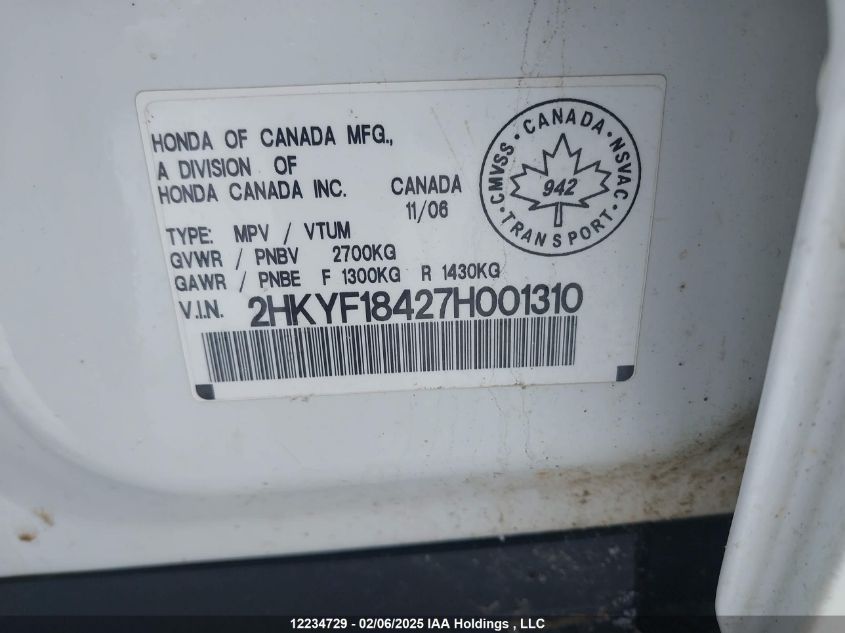 HONDA OF CANADA MFG.,
A DIVISION OF
HONDA CANADA INC.
CANADA
11/06
CMVSS · CANADA · NSVAC
942
· TRANSPORT ·
TYPE: MPV / VTUM
GVWR / PNBV 2700KG
GAWR / PNBE F 1300KG R 1430KG
V.I.N. 2HKYF18427H001310
12234729 - 02/06/2025 IAA Holdings , LLC